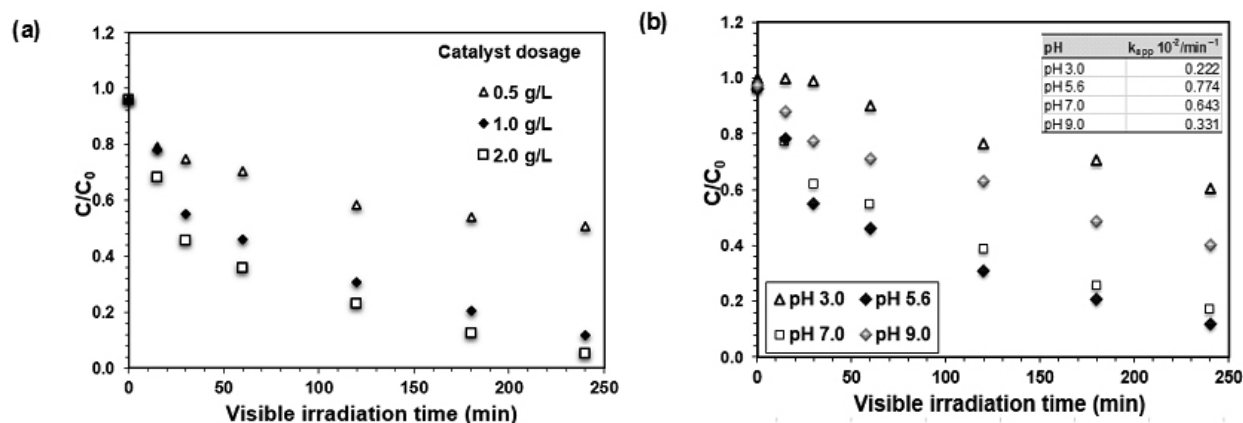 (a)
1.2
1.0
0.8
0.6
0.4
0.2
0.0
C/C0
Catalyst dosage
0.5 g/L
1.0 g/L
2.0 g/L
0 50 100 150 200 250
Visible irradiation time (min)
(b)
1.2
1.0
0.8
0.6
0.4
0.2
0.0
C/C0
pH kapp 10-2/min−1
pH 3.0 0.222
pH 5.6 0.774
pH 7.0 0.643
pH 9.0 0.331
pH 3.0 pH 5.6
pH 7.0 pH 9.0
0 50 100 150 200 250
Visible irradiation time (min)